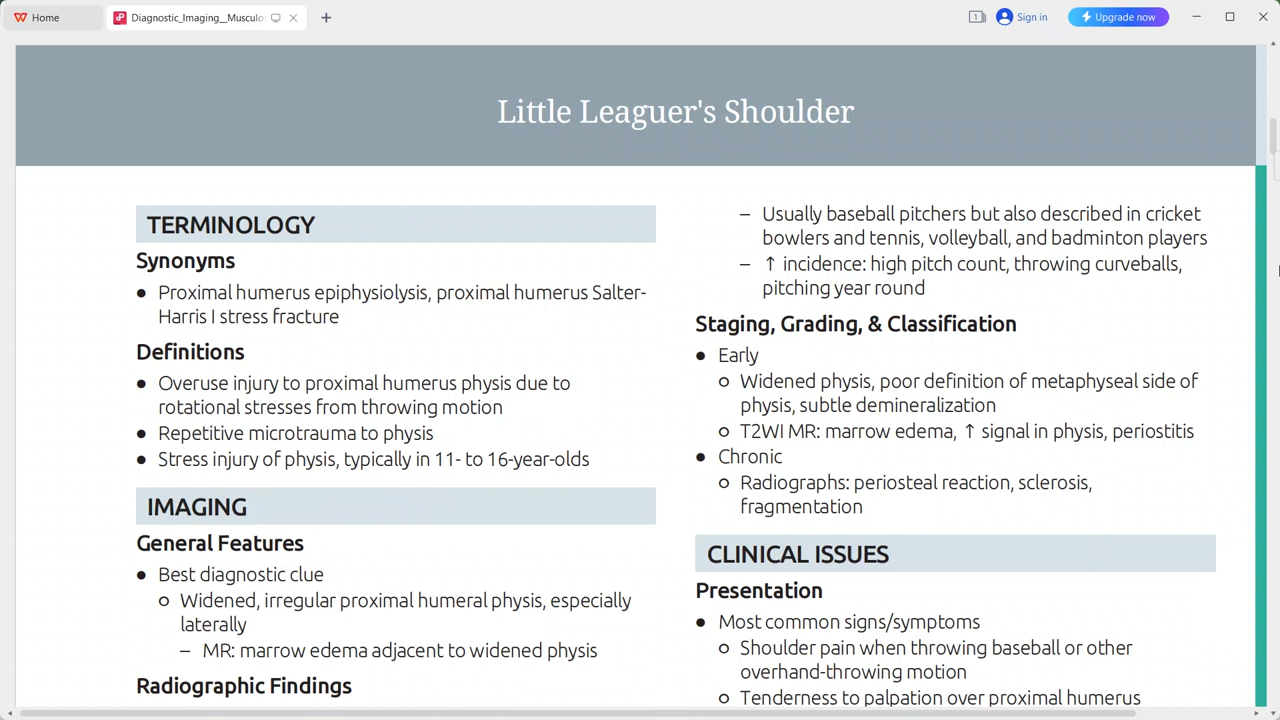 Home
Diagnostic_Imaging__Musculos
1
Sign in
Upgrade now
Little Leaguer's Shoulder
TERMINOLOGY
Synonyms
● Proximal humerus epiphysiolysis, proximal humerus Salter-
Harris I stress fracture
Definitions
● Overuse injury to proximal humerus physis due to
rotational stresses from throwing motion
● Repetitive microtrauma to physis
● Stress injury of physis, typically in 11- to 16-year-olds
IMAGING
General Features
● Best diagnostic clue
○ Widened, irregular proximal humeral physis, especially
laterally
– MR: marrow edema adjacent to widened physis
Radiographic Findings
– Usually baseball pitchers but also described in cricket
bowlers and tennis, volleyball, and badminton players
– ↑ incidence: high pitch count, throwing curveballs,
pitching year round
Staging, Grading, & Classification
● Early
○ Widened physis, poor definition of metaphyseal side of
physis, subtle demineralization
○ T2WI MR: marrow edema, ↑ signal in physis, periostitis
● Chronic
○ Radiographs: periosteal reaction, sclerosis,
fragmentation
CLINICAL ISSUES
Presentation
● Most common signs/symptoms
○ Shoulder pain when throwing baseball or other
overhand-throwing motion
○ Tenderness to palpation over proximal humerus